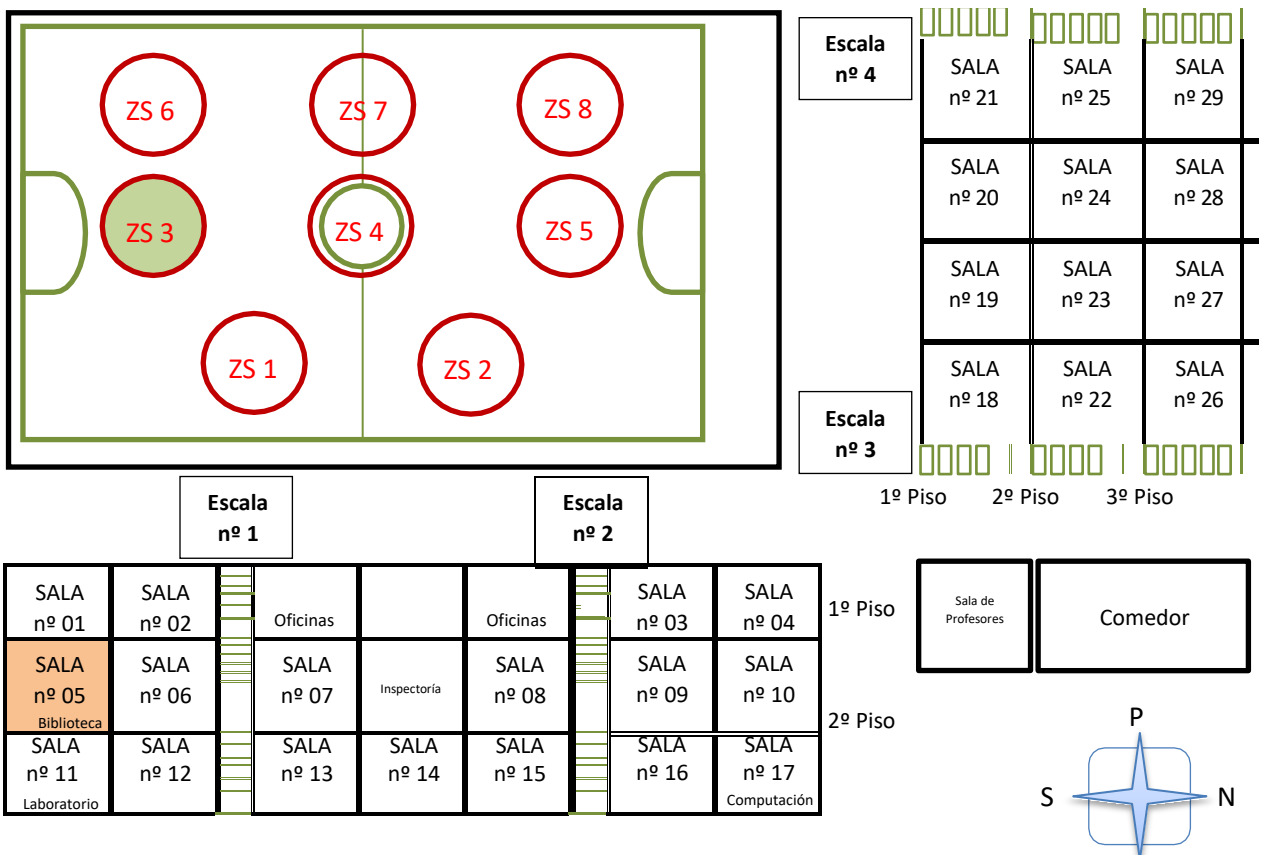 ZS 6
ZS 7
ZS 8
ZS 3
ZS 4
ZS 5
ZS 1
ZS 2
Escala
nº 4
SALA
nº 21
SALA
nº 25
SALA
nº 29
SALA
nº 20
SALA
nº 24
SALA
nº 28
SALA
nº 19
SALA
nº 23
SALA
nº 27
SALA
nº 18
SALA
nº 22
SALA
nº 26
Escala
nº 3
1º Piso
2º Piso
3º Piso
Escala
nº 1
Escala
nº 2
SALA
nº 01
SALA
nº 02
Oficinas
Oficinas
SALA
nº 03
SALA
nº 04
1º Piso
SALA
nº 05
Biblioteca
SALA
nº 06
SALA
nº 07
Inspectoría
SALA
nº 08
SALA
nº 09
SALA
nº 10
2º Piso
SALA
nº 11
Laboratorio
SALA
nº 12
SALA
nº 13
SALA
nº 14
SALA
nº 15
SALA
nº 16
SALA
nº 17
Computación
Sala de
Profesores
Comedor
P
S
N